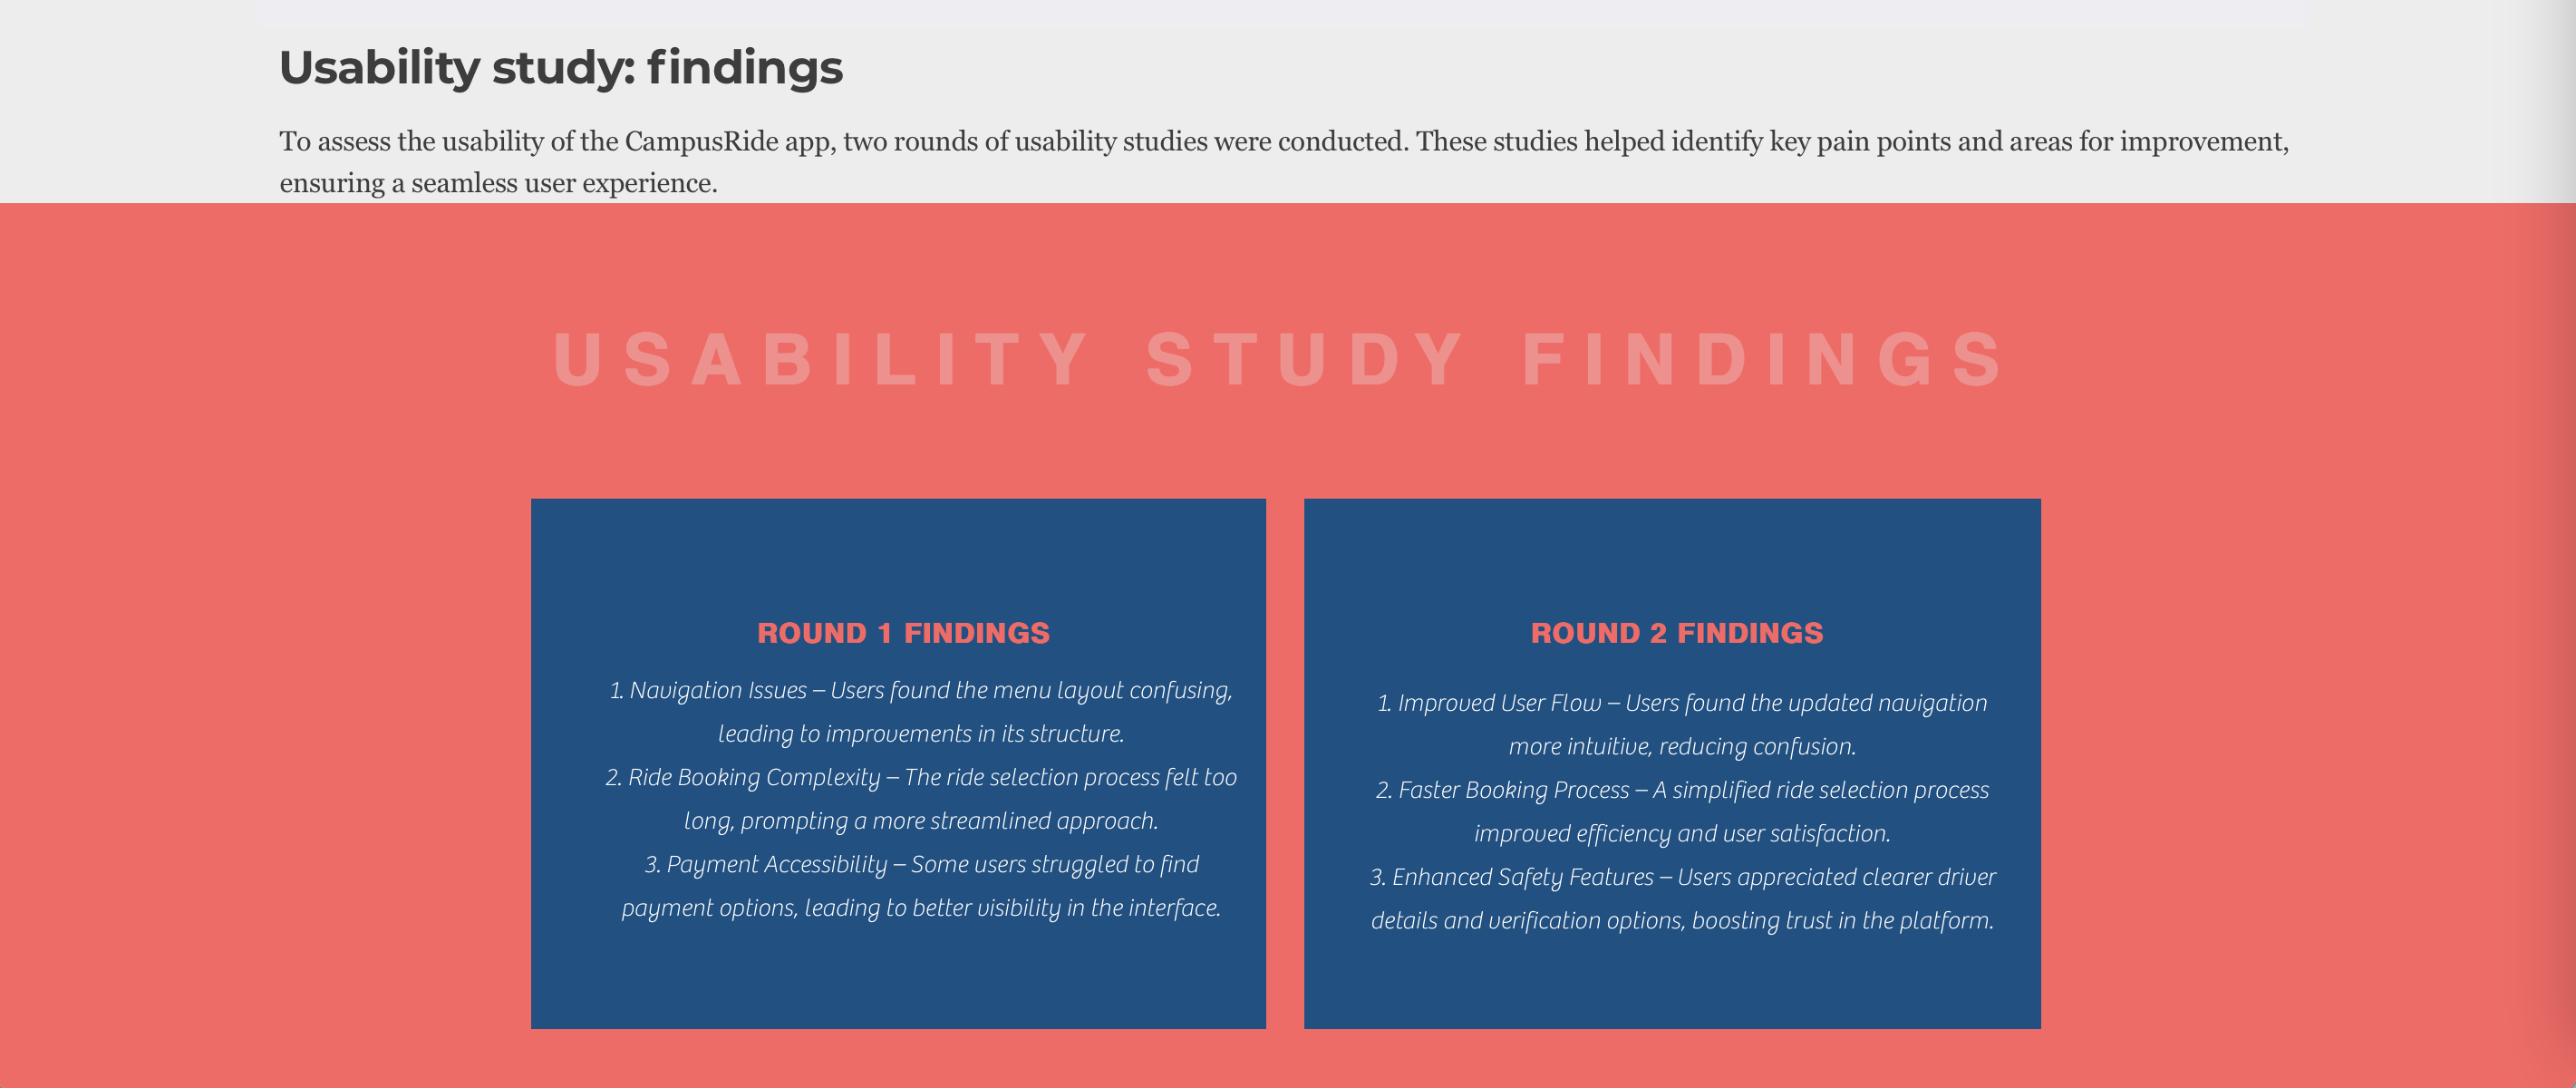 Usability study: findings
To assess the usability of the CampusRide app, two rounds of usability studies were conducted. These studies helped identify key pain points and areas for improvement,
ensuring a seamless user experience.
USABILITY STUDY FINDINGS
ROUND 1 FINDINGS
1. Navigation Issues – Users found the menu layout confusing,
leading to improvements in its structure.
2. Ride Booking Complexity – The ride selection process felt too
long, prompting a more streamlined approach.
3. Payment Accessibility – Some users struggled to find
payment options, leading to better visibility in the interface.
ROUND 2 FINDINGS
1. Improved User Flow – Users found the updated navigation
more intuitive, reducing confusion.
2. Faster Booking Process – A simplified ride selection process
improved efficiency and user satisfaction.
3. Enhanced Safety Features – Users appreciated clearer driver
details and verification options, boosting trust in the platform.